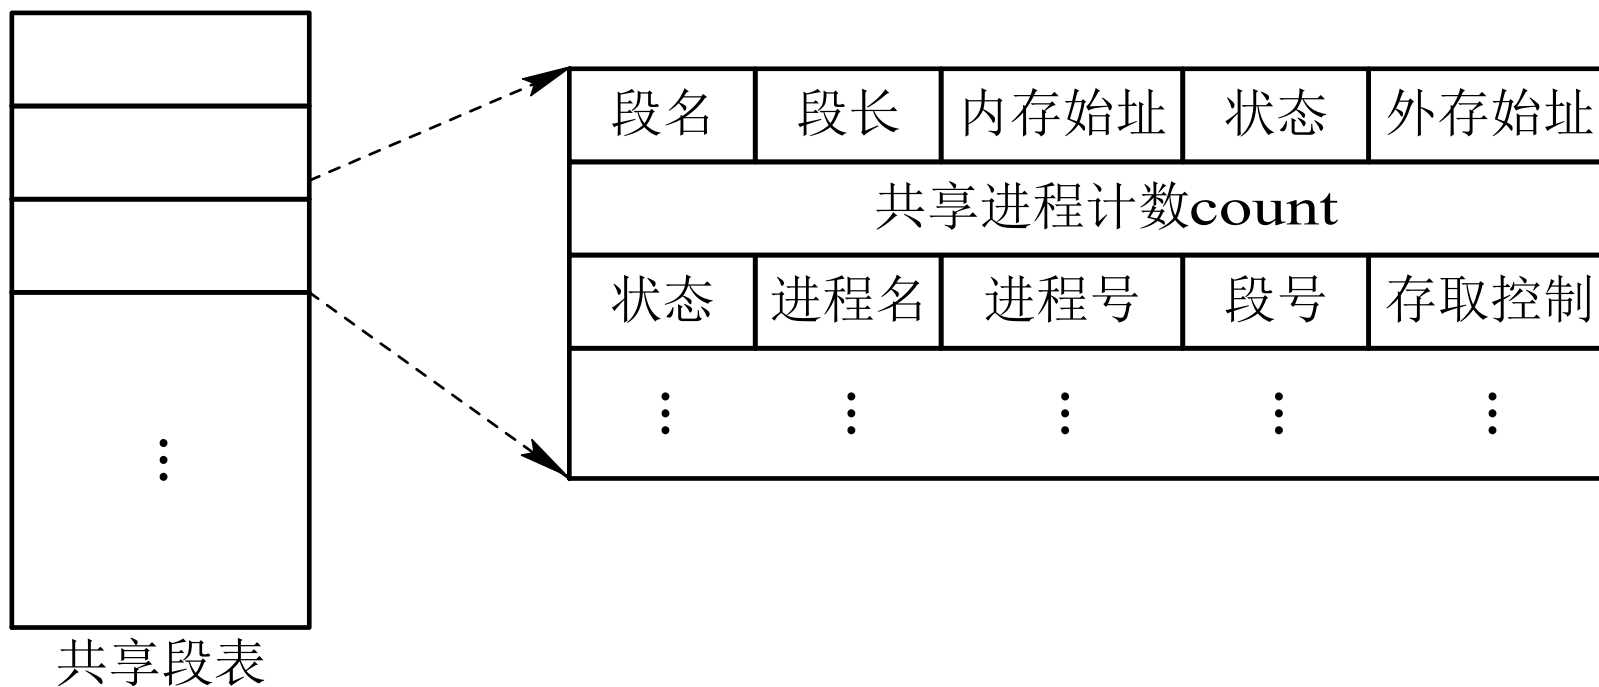 段名 段长 内存始址 状态 外存始址
共享进程计数count
状态 进程名 进程号 段号 存取控制
共享段表